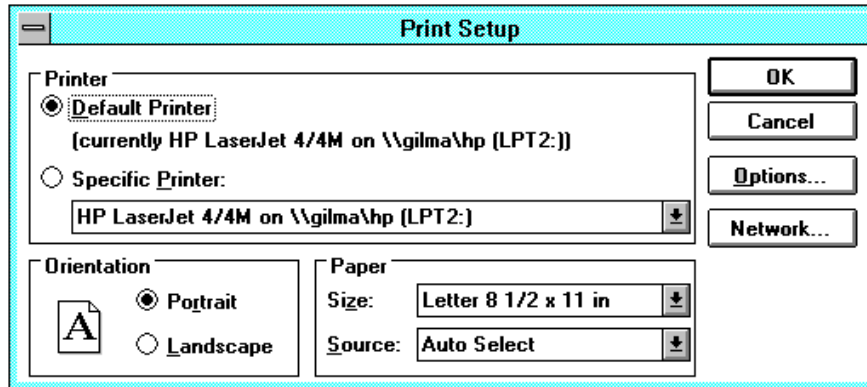 Print Setup
Printer
Default Printer
(currently HP LaserJet 4/4M on \\gilma\hp (LPT2:))
Specific Printer:
HP LaserJet 4/4M on \\gilma\hp (LPT2:)
OK
Cancel
Options...
Network...
Orientation
A
Portrait
Landscape
Paper
Size: Letter 8 1/2 x 11 in
Source: Auto Select